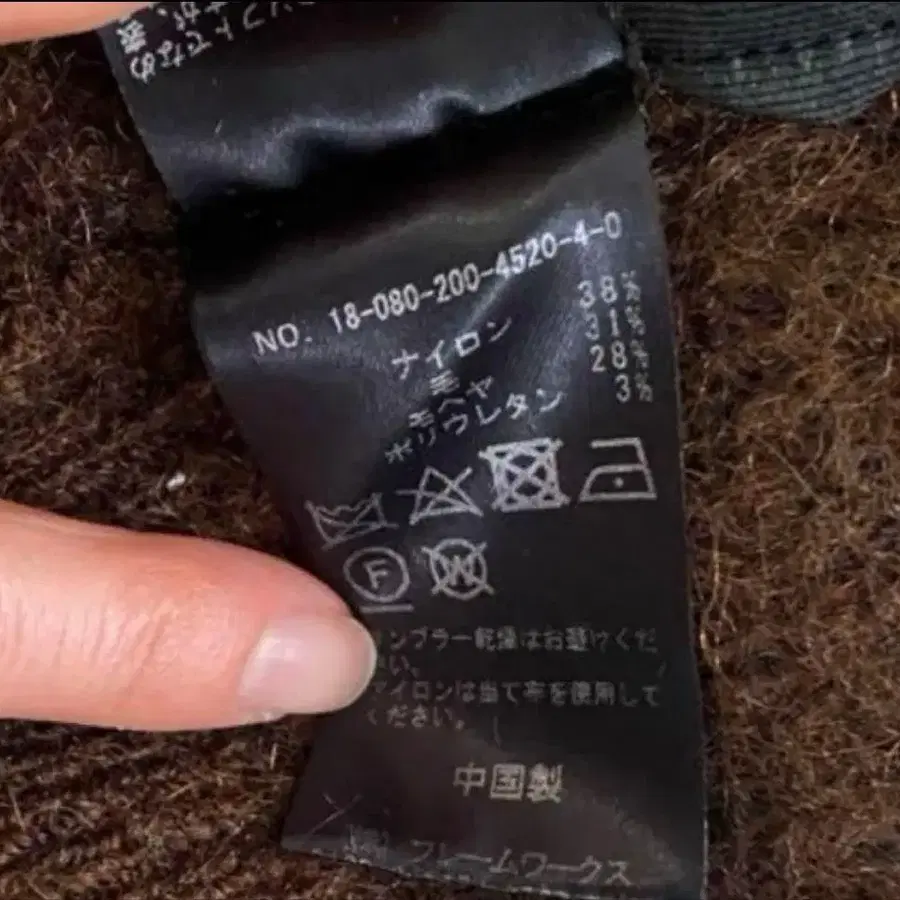 NO. 18-080-200-4520-4-0
ナイロン 38%
毛 31%
モヘヤ 28%
ポリウレタン 3%
F W
ンブラー乾燥はお避けくだ
い。
アイロンは当て布を使用して
ください。
中国製
フレームワークス